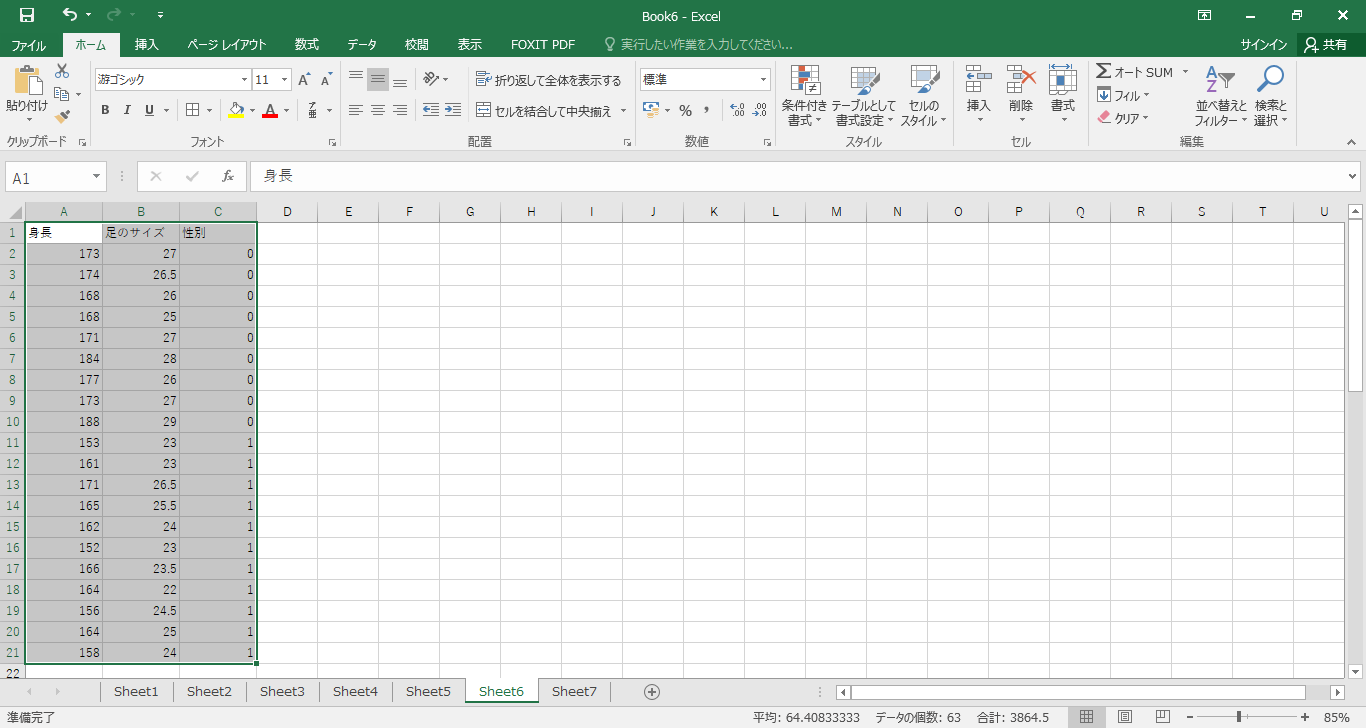 Book6 - Excel
ファイル ホーム 挿入 ページ レイアウト 数式 データ 校閲 表示 FOXIT PDF 実行したい作業を入力してください... サインイン 共有
游ゴシック 11 折り返して全体を表示する 標準 オート SUM
貼り付け B I U A 亜 セルを結合して中央揃え % , 条件付き書式 テーブルとして書式設定 セルのスタイル 挿入 削除 書式 フィル クリア 並べ替えとフィルター 検索と選択
クリップボード フォント 配置 数値 スタイル セル 編集
A1 fx 身長
A B C D E F G H I J K L M N O P Q R S T U
1 身長 足のサイズ 性別
2 173 27 0
3 174 26.5 0
4 168 26 0
5 168 25 0
6 171 27 0
7 184 28 0
8 177 26 0
9 173 27 0
10 188 29 0
11 153 23 1
12 161 23 1
13 171 26.5 1
14 165 25.5 1
15 162 24 1
16 152 23 1
17 166 23.5 1
18 164 22 1
19 156 24.5 1
20 164 25 1
21 158 24 1
22
Sheet1 Sheet2 Sheet3 Sheet4 Sheet5 Sheet6 Sheet7
準備完了 平均: 64.40833333 データの個数: 63 合計: 3864.5 85%